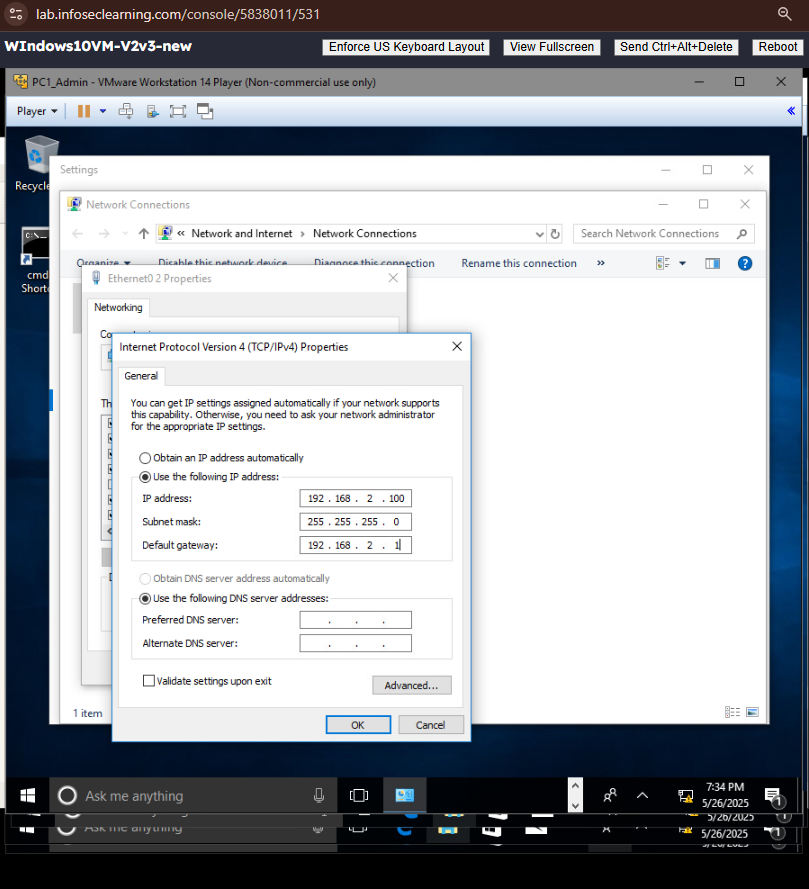 lab.infoseclearning.com/console/5838011/531
WIndows10VM-V2v3-new
Enforce US Keyboard Layout
View Fullscreen
Send Ctrl+Alt+Delete
Reboot
PC1_Admin - VMware Workstation 14 Player (Non-commercial use only)
Player
Recycle
cmd
Shortc
Settings
Network Connections
« Network and Internet > Network Connections
Search Network Connections
Organize
Disable this network device
Diagnose this connection
Rename this connection
»
Ethernet0 2 Properties
Networking
Co
Internet Protocol Version 4 (TCP/IPv4) Properties
General
Th
You can get IP settings assigned automatically if your network supports
this capability. Otherwise, you need to ask your network administrator
for the appropriate IP settings.
Obtain an IP address automatically
Use the following IP address:
IP address: 192 . 168 . 2 . 100
Subnet mask: 255 . 255 . 255 . 0
Default gateway: 192 . 168 . 2 . 1
Obtain DNS server address automatically
Use the following DNS server addresses:
Preferred DNS server: . . .
Alternate DNS server: . . .
Validate settings upon exit
Advanced...
OK
Cancel
1 item
Ask me anything
7:34 PM
5/26/2025
1
5/26/2025
Ask me anything
5/26/2025
1